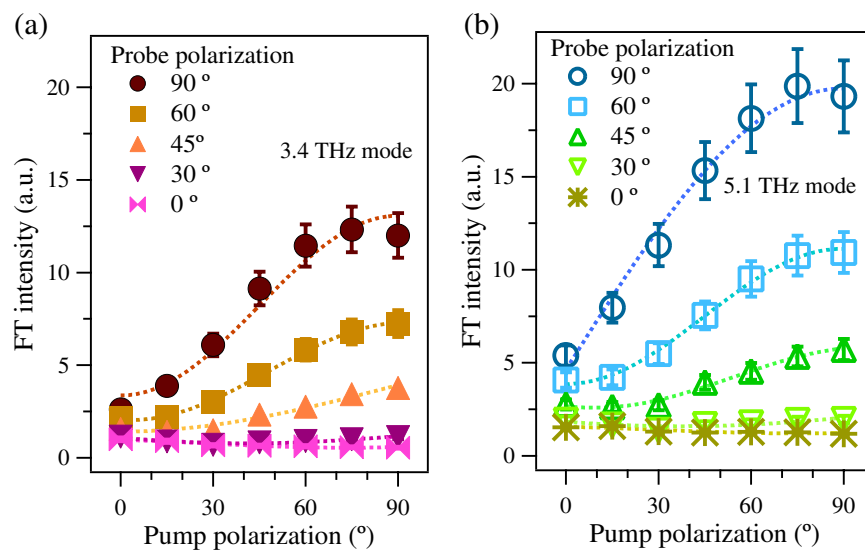 (a)
Probe polarization
90 º
60 º
45º
30 º
0 º
3.4 THz mode
20
15
10
5
0
FT intensity (a.u.)
0
30
60
90
Pump polarization (º)
(b)
Probe polarization
90 º
60 º
45º
30 º
0 º
5.1 THz mode
20
15
10
5
0
FT intensity (a.u.)
0
30
60
90
Pump polarization (º)